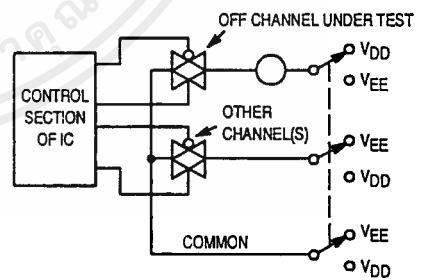 OFF CHANNEL UNDER TEST
VDD
VEE
CONTROL
SECTION
OF IC
OTHER
CHANNEL(S)
VEE
VDD
COMMON
VEE
VDD